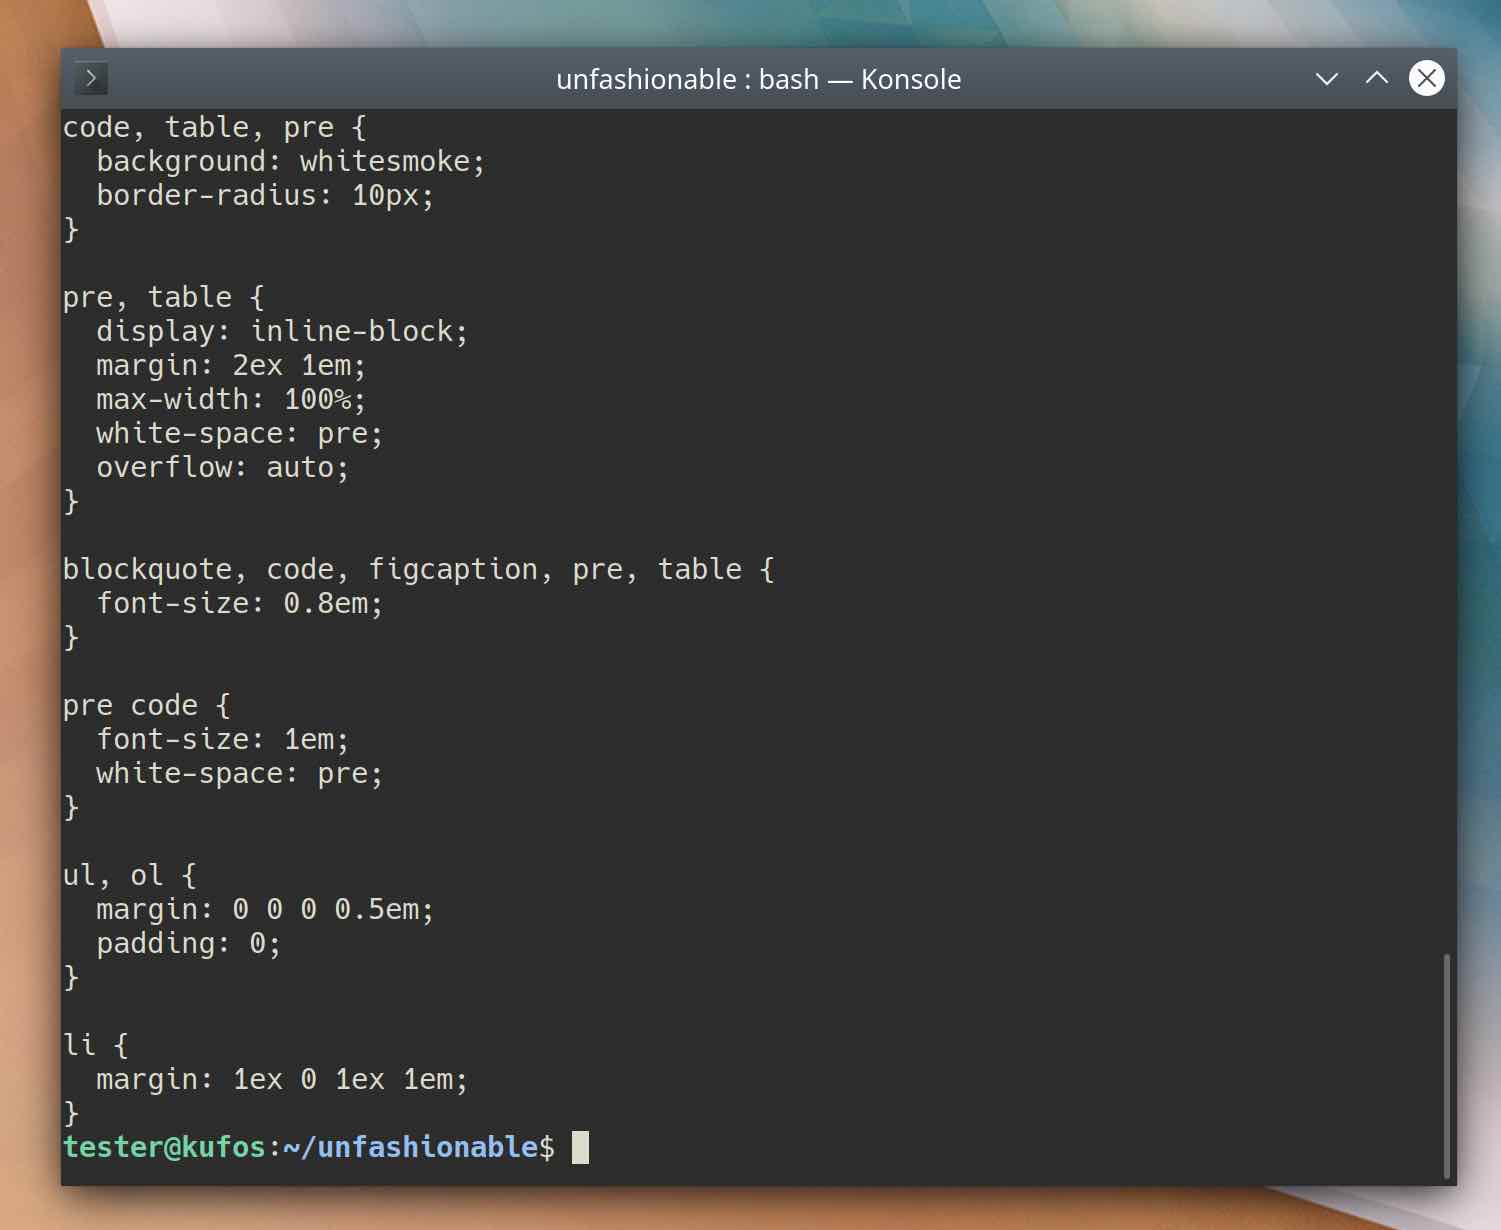 unfashionable : bash — Konsole
code, table, pre {
  background: whitesmoke;
  border-radius: 10px;
}

pre, table {
  display: inline-block;
  margin: 2ex 1em;
  max-width: 100%;
  white-space: pre;
  overflow: auto;
}

blockquote, code, figcaption, pre, table {
  font-size: 0.8em;
}

pre code {
  font-size: 1em;
  white-space: pre;
}

ul, ol {
  margin: 0 0 0 0.5em;
  padding: 0;
}

li {
  margin: 1ex 0 1ex 1em;
}
tester@kufos:~/unfashionable$